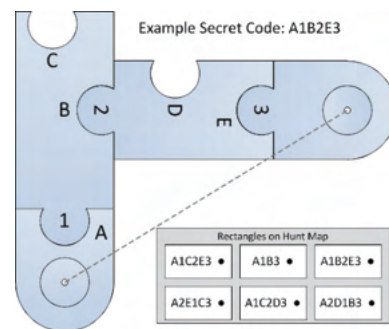 Example Secret Code: A1B2E3
C
B 2 D E 3
1 A
Rectangles on Hunt Map
A1C2E3 A1B3 A1B2E3
A2E1C3 A1C2D3 A2D1B3